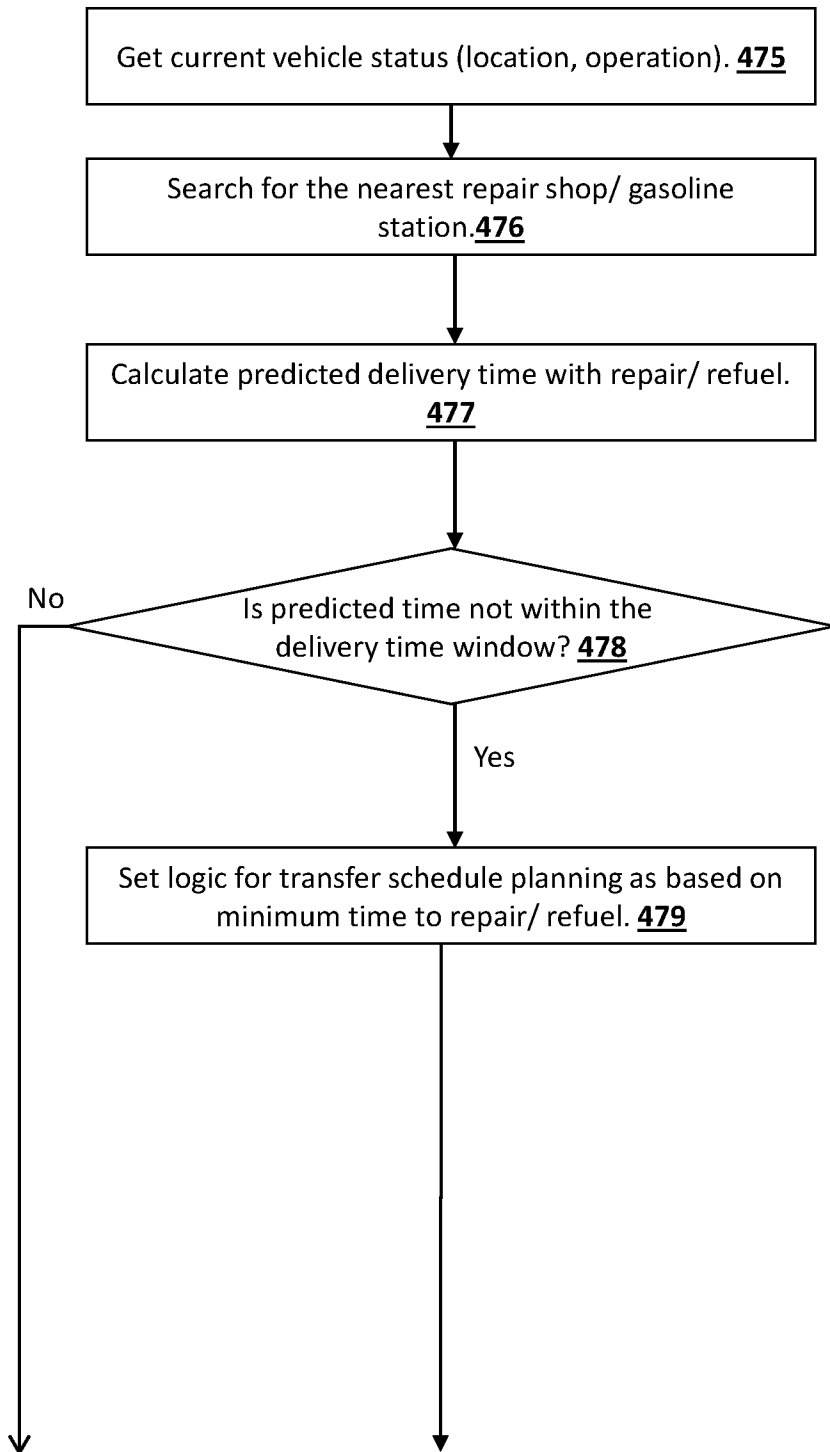 Get current vehicle status (location, operation). 475
Search for the nearest repair shop/ gasoline
station.476
Calculate predicted delivery time with repair/ refuel.
477
No
Is predicted time not within the
delivery time window? 478
Yes
Set logic for transfer schedule planning as based on
minimum time to repair/ refuel. 479